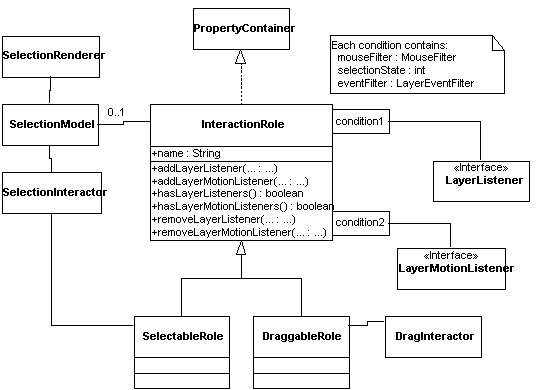 PropertyContainer
SelectionRenderer
Each condition contains:
mouseFilter : MouseFilter
selectionState : int
eventFilter : LayerEventFilter
SelectionModel
0..1
InteractionRole
condition1
+name : String
+addLayerListener(... : ...)
+addLayerMotionListener(... : ...)
+hasLayerListeners() : boolean
+hasLayerMotionListeners() : boolean
+removeLayerListener(... : ...)
+removeLayerMotionListener(... : ...)
SelectionInteractor
«Interface»
LayerListener
condition2
«Interface»
LayerMotionListener
SelectableRole
DraggableRole
DragInteractor